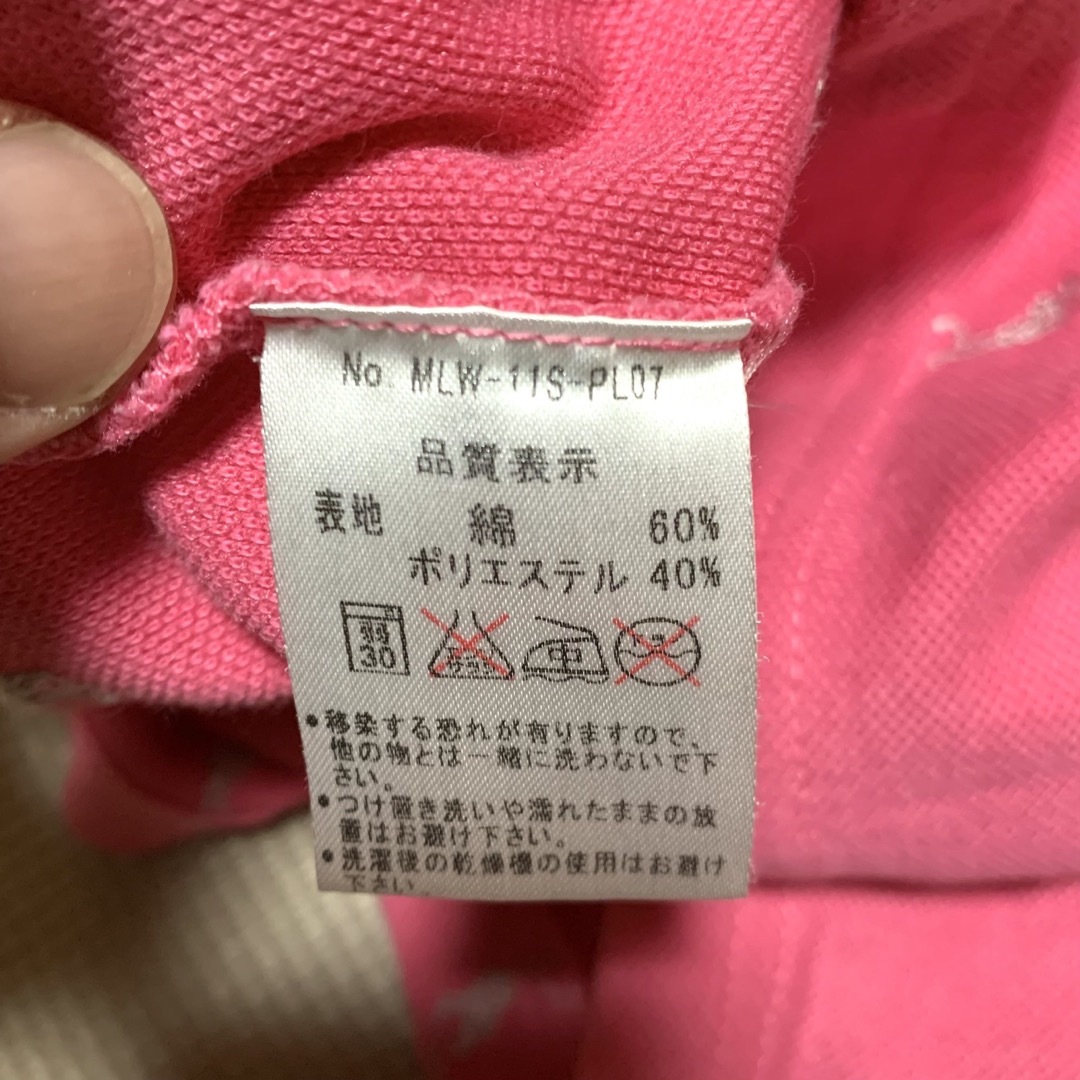 No. MLW-11S-PL07
品質表示
表地 綿 60%
ポリエステル 40%
30
中
•移染する恐れが有りますので、
他の物とは一緒に洗わないで下
さい。
•つけ置き洗いや濡れたままの放
置はお避け下さい。
•洗濯後の乾燥機の使用はお避け
下さい。